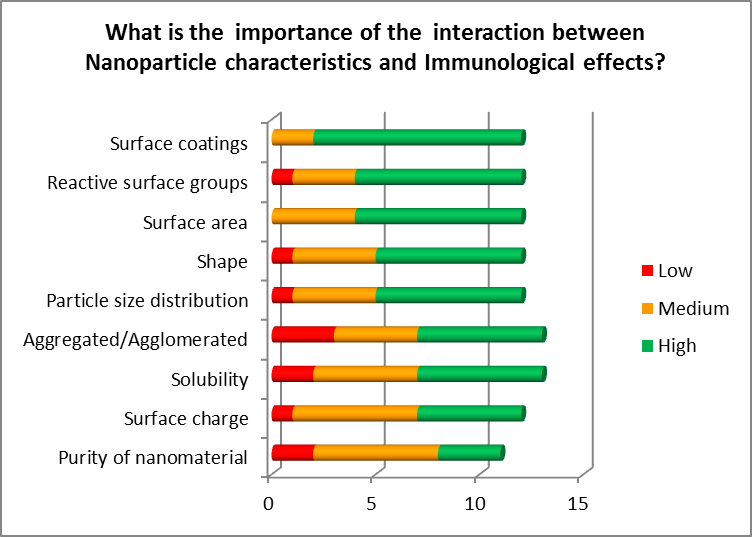 What is the importance of the interaction between
Nanoparticle characteristics and Immunological effects?
Surface coatings
Reactive surface groups
Surface area
Shape
Particle size distribution
Aggregated/Agglomerated
Solubility
Surface charge
Purity of nanomaterial
0 5 10 15
Low
Medium
High